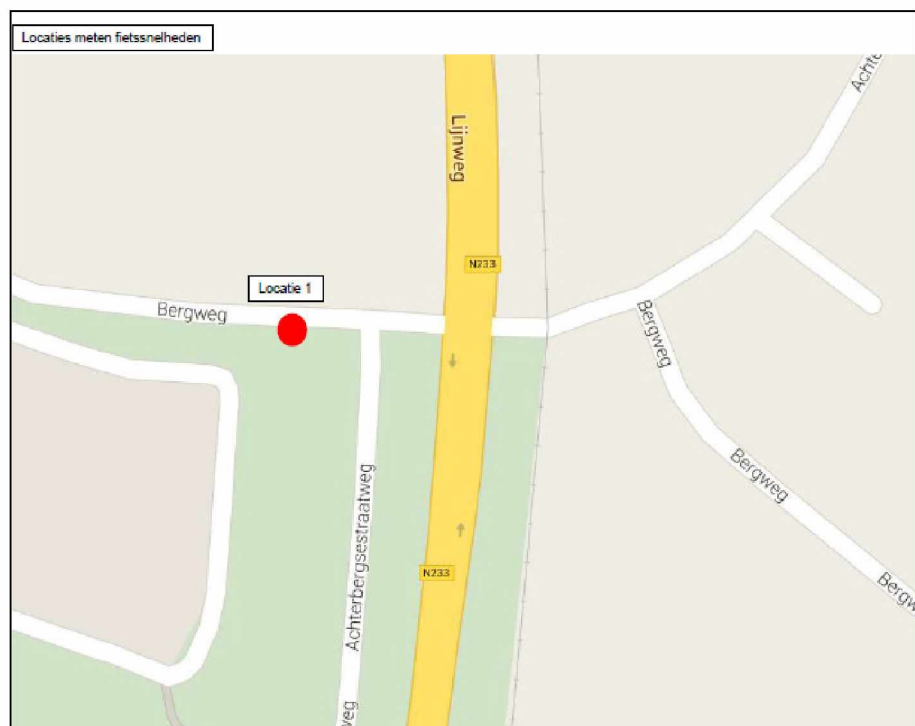 Locaties meten fietssnelheden
Achte
Lijnweg
N233
Locatie 1
Bergweg
Bergweg
Achterbergsestraatweg
Bergweg
N233
Bergw
weg